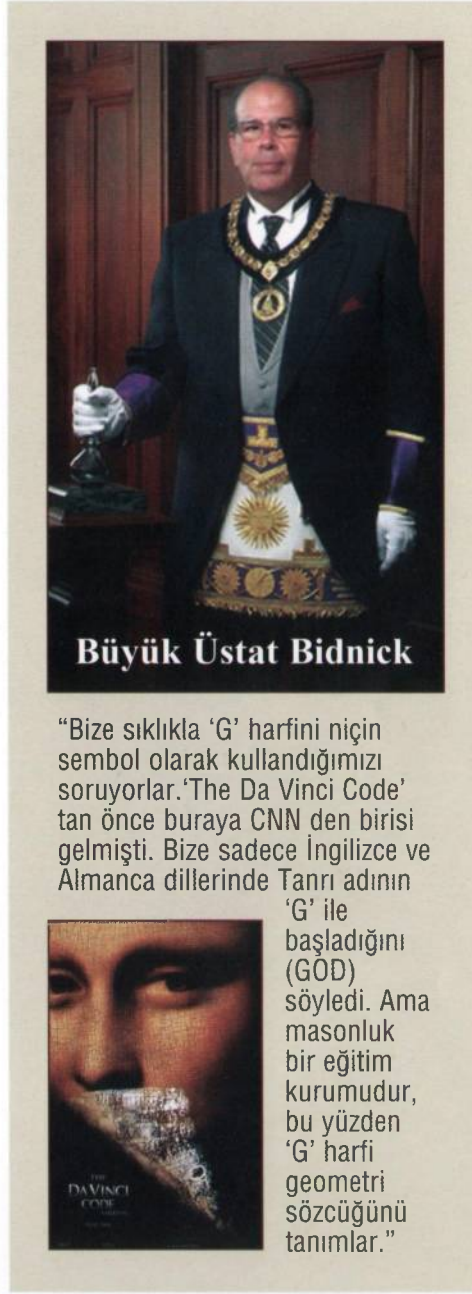 Büyük Üstat Bidnick
“Bize sıklıkla ‘G’ harfini niçin
sembol olarak kullandığımızı
soruyorlar.‘The Da Vinci Code’
tan önce buraya CNN den birisi
gelmişti. Bize sadece İngilizce ve
Almanca dillerinde Tanrı adının
‘G’ ile
başladığını
(GOD)
söyledi. Ama
masonluk
bir eğitim
kurumudur,
bu yüzden
‘G’ harfi
geometri
sözcüğünü
tanımlar.”
THE
DA VINCI
CODE